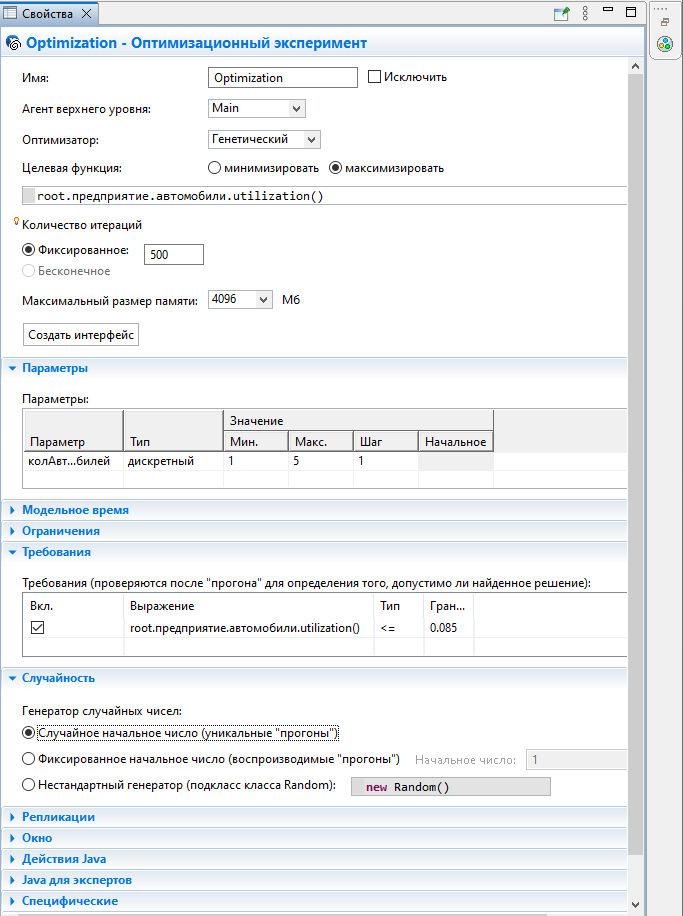 Свойства
Optimization - Оптимизационный эксперимент
Имя: Optimization Исключить
Агент верхнего уровня: Main
Оптимизатор: Генетический
Целевая функция: минимизировать максимизировать
root.предприятие.автомобили.utilization()
Количество итераций
Фиксированное: 500
Бесконечное
Максимальный размер памяти: 4096 Мб
Создать интерфейс
Параметры
Параметры:
Значение
Параметр Тип Мин. Макс. Шаг Начальное
колАвт...билей дискретный 1 5 1
Модельное время
Ограничения
Требования
Требования (проверяются после "прогона" для определения того, допустимо ли найденное решение):
Вкл. Выражение Тип Гран...
root.предприятие.автомобили.utilization() <= 0.085
Случайность
Генератор случайных чисел:
Случайное начальное число (уникальные "прогоны")
Фиксированное начальное число (воспроизводимые "прогоны") Начальное число: 1
Нестандартный генератор (подкласс класса Random): new Random()
Репликации
Окно
Действия Java
Java для экспертов
Специфические